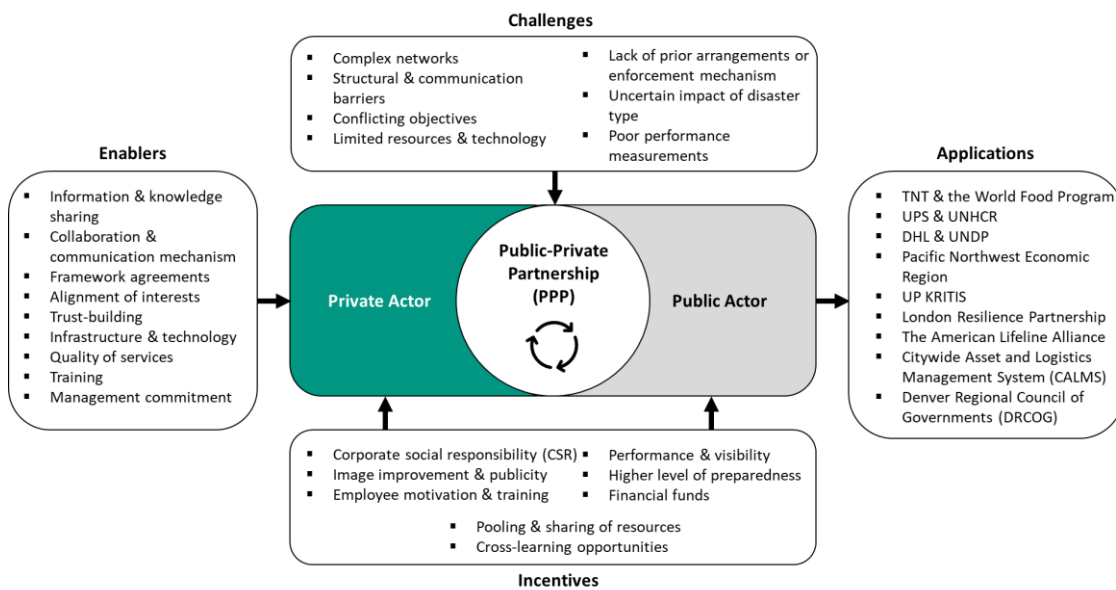 Challenges
Complex networks
Structural & communication
barriers
Conflicting objectives
Limited resources & technology
Lack of prior arrangements or
enforcement mechanism
Uncertain impact of disaster
type
Poor performance
measurements
Enablers
Information & knowledge
sharing
Collaboration &
communication mechanism
Framework agreements
Alignment of interests
Trust-building
Infrastructure & technology
Quality of services
Training
Management commitment
Private Actor
Public-Private
Partnership
(PPP)
Public Actor
Applications
TNT & the World Food Program
UPS & UNHCR
DHL & UNDP
Pacific Northwest Economic
Region
UP KRITIS
London Resilience Partnership
The American Lifeline Alliance
Citywide Asset and Logistics
Management System (CALMS)
Denver Regional Council of
Governments (DRCOG)
Corporate social responsibility (CSR)
Image improvement & publicity
Employee motivation & training
Performance & visibility
Higher level of preparedness
Financial funds
Pooling & sharing of resources
Cross-learning opportunities
Incentives